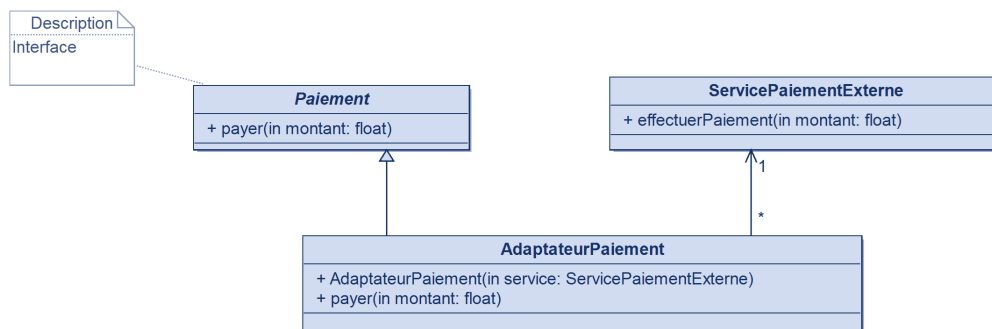 Description
Interface
Paiement
+ payer(in montant: float)
ServicePaiementExterne
+ effectuerPaiement(in montant: float)
1
*
AdaptateurPaiement
+ AdaptateurPaiement(in service: ServicePaiementExterne)
+ payer(in montant: float)